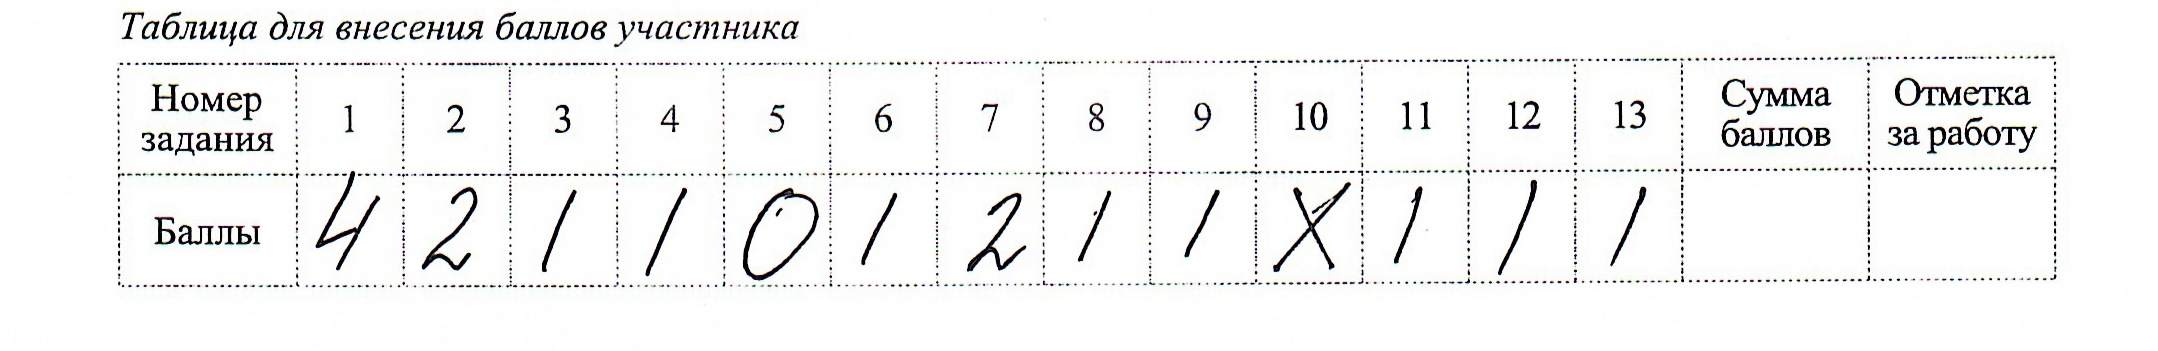 Таблица для внесения баллов участника
Номер задания 1 2 3 4 5 6 7 8 9 10 11 12 13 Сумма баллов Отметка за работу
Баллы 4 2 1 1 0 1 2 1 1 X 1 1 1